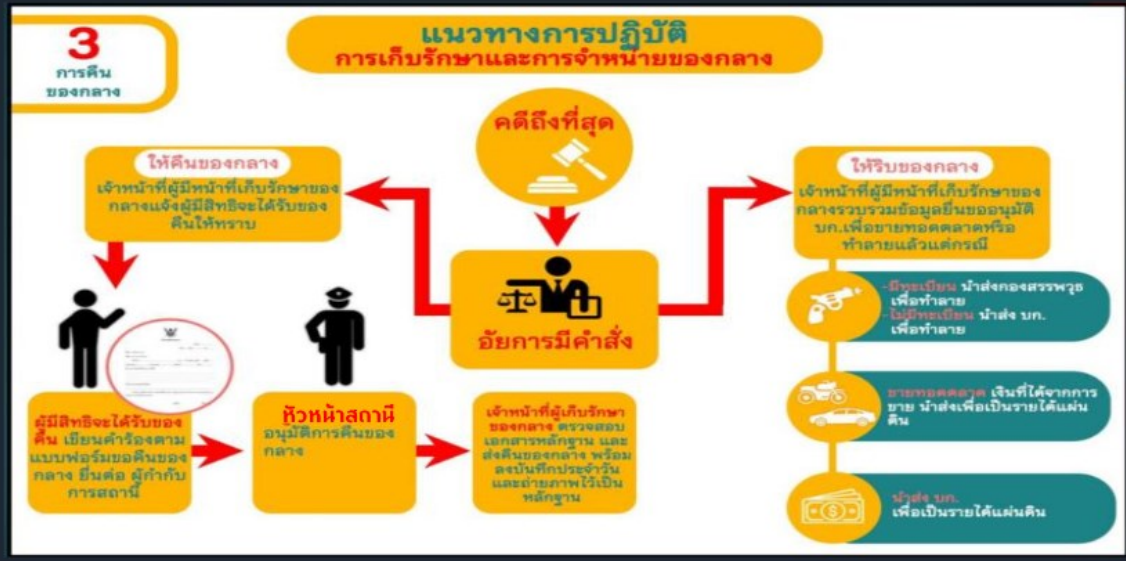 3
การคืน
ของกลาง
แนวทางการปฏิบัติ
การเก็บรักษาและการจำหน่ายของกลาง
คดีถึงที่สุด
อัยการมีคำสั่ง
ให้คืนของกลาง
เจ้าหน้าที่ผู้มีหน้าที่เก็บรักษาของ
กลางแจ้งผู้มีสิทธิจะได้รับของ
คืนให้ทราบ
ผู้มีสิทธิจะได้รับของ
คืน เขียนคำร้องตาม
แบบฟอร์มขอคืนของ
กลาง ยื่นต่อ ผู้กำกับ
การสถานี
หัวหน้าสถานี
อนุมัติการคืนของ
กลาง
เจ้าหน้าที่ผู้เก็บรักษา
ของกลาง ตรวจสอบ
เอกสารหลักฐาน และ
ส่งคืนของกลาง พร้อม
ลงบันทึกประจำวัน
และถ่ายภาพไว้เป็น
หลักฐาน
ให้ริบของกลาง
เจ้าหน้าที่ผู้มีหน้าที่เก็บรักษาของ
กลางรวบรวมข้อมูลยื่นขออนุมัติ
บก.เพื่อขายทอดตลาดหรือ
ทำลายแล้วแต่กรณี
-มีทะเบียน นำส่งกองสรรพวุธ
เพื่อทำลาย
-ไม่มีทะเบียน นำส่ง บก.
เพื่อทำลาย
ขายทอดตลาด เงินที่ได้จากการ
ขาย นำส่งเพื่อเป็นรายได้แผ่น
ดิน
นำส่ง บก.
เพื่อเป็นรายได้แผ่นดิน